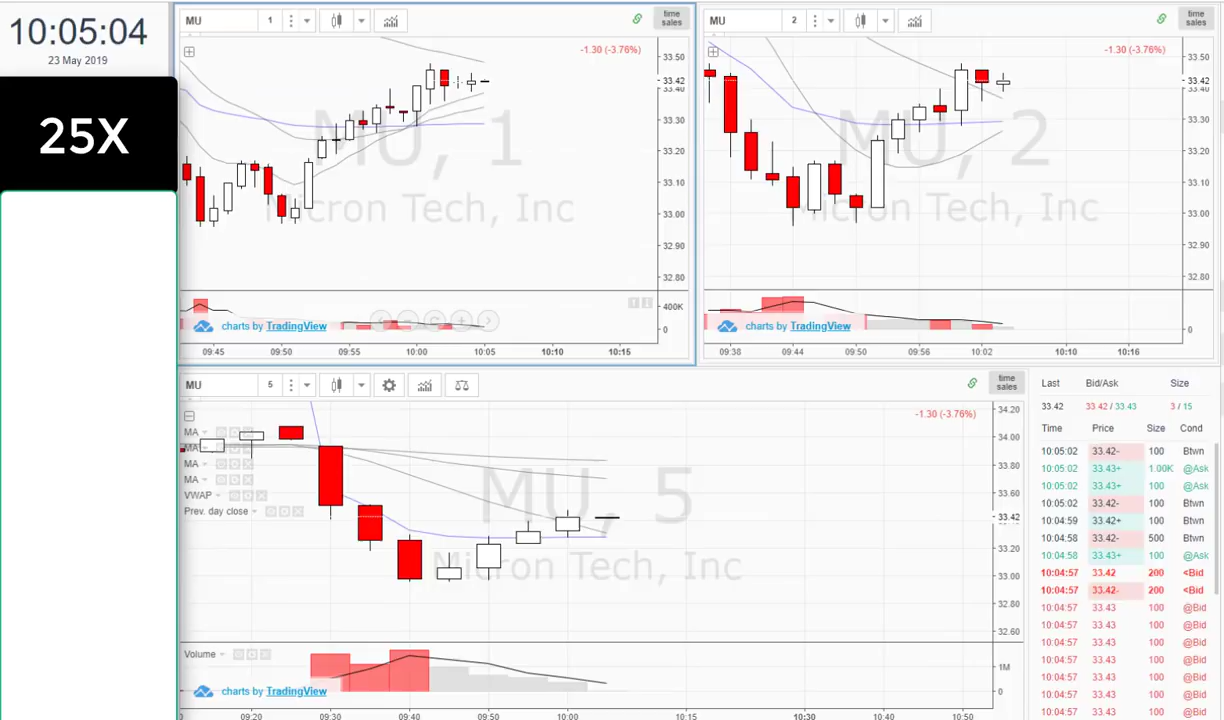 10:05:04
23 May 2019
25X
MU 1 time sales
-1.30 (-3.76%)
MU, 1
Micron Tech, Inc
33.50
33.42
33.40
33.30
33.20
33.10
33.00
32.90
32.80
400K
0
charts by TradingView
09:45 09:50 09:55 10:00 10:05 10:10 10:15
MU 2 time sales
-1.30 (-3.76%)
MU, 2
Micron Tech, Inc
33.50
33.42
33.40
33.30
33.20
33.10
33.00
32.90
32.80
0
charts by TradingView
09:38 09:44 09:50 09:56 10:02 10:10 10:16
MU 5 time sales
-1.30 (-3.76%)
MA
MA
MA
MA
VWAP
Prev. day close
MU, 5
Micron Tech, Inc
34.20
34.00
33.80
33.60
33.42
33.20
33.00
32.80
32.60
Volume
1M
0
charts by TradingView
09:20 09:30 09:40 09:50 10:00 10:15 10:30 10:40 10:50
Last Bid/Ask Size
33.42 33.42 / 33.43 3 / 15
Time Price Size Cond
10:05:02 33.42- 100 Btwn
10:05:02 33.43+ 1.00K @Ask
10:05:02 33.43+ 100 @Ask
10:05:02 33.42- 100 Btwn
10:04:59 33.42+ 100 Btwn
10:04:58 33.42- 500 Btwn
10:04:58 33.43+ 100 @Ask
10:04:57 33.42 200 <Bid
10:04:57 33.42- 200 <Bid
10:04:57 33.43 100 @Bid
10:04:57 33.43 100 @Bid
10:04:57 33.43 100 @Bid
10:04:57 33.43 100 @Bid
10:04:57 33.43 100 @Bid
10:04:57 33.43 100 @Bid
10:04:57 33.43 100 @Bid